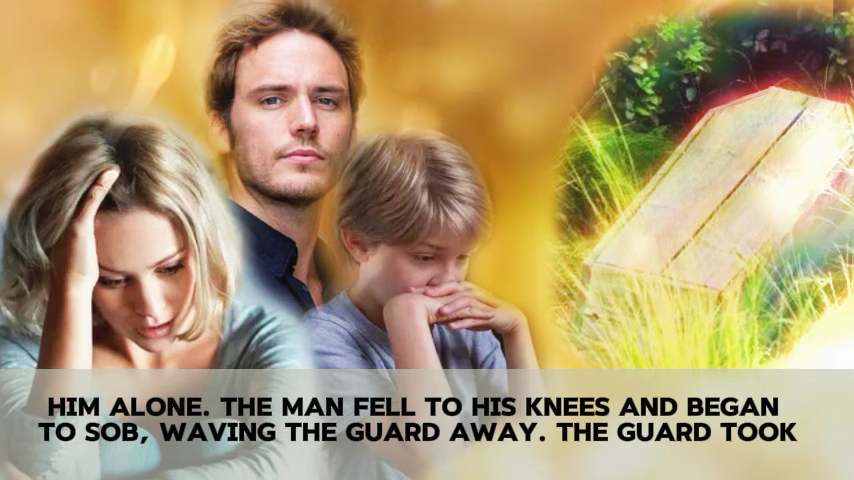 HIM ALONE. THE MAN FELL TO HIS KNEES AND BEGAN
TO SOB, WAVING THE GUARD AWAY. THE GUARD TOOK